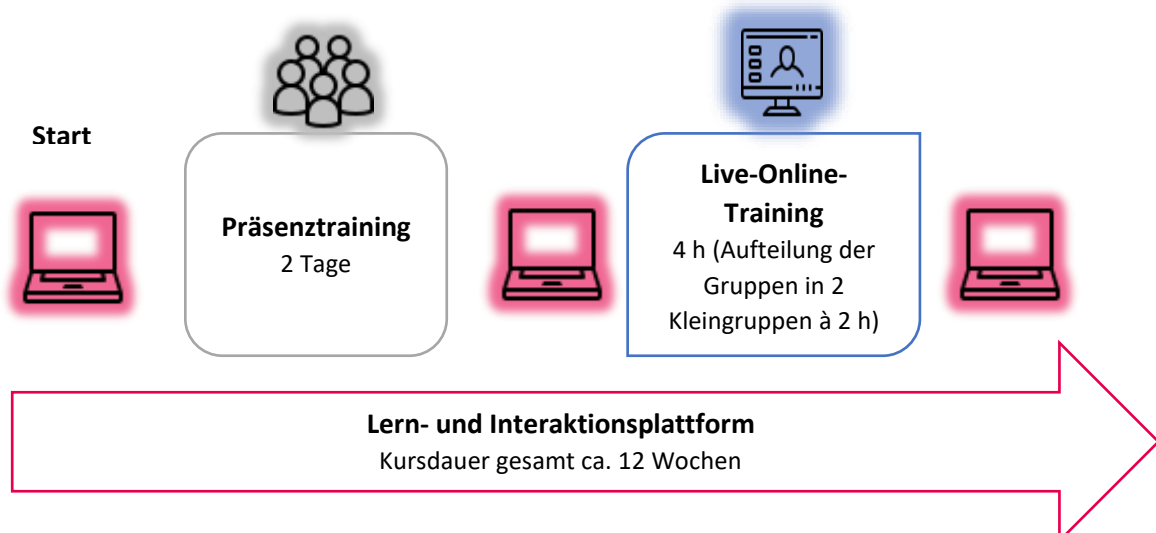 Start
Präsenztraining
2 Tage
Live-Online-
Training
4 h (Aufteilung der
Gruppen in 2
Kleingruppen à 2 h)
Lern- und Interaktionsplattform
Kursdauer gesamt ca. 12 Wochen